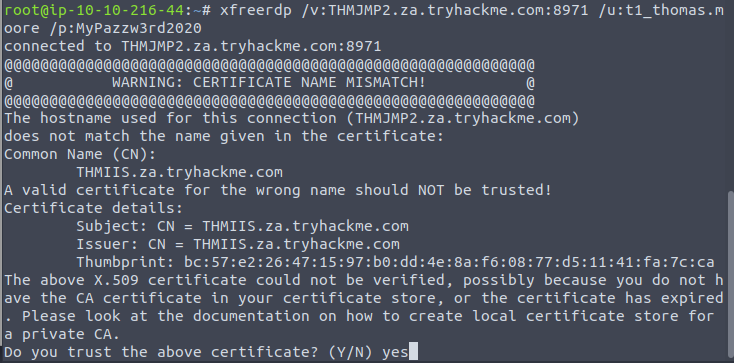 root@ip-10-10-216-44:~# xfreerdp /v:THMJMP2.za.tryhackme.com:8971 /u:t1_thomas.m
oore /p:MyPazzw3rd2020
connected to THMJMP2.za.tryhackme.com:8971
@@@@@@@@@@@@@@@@@@@@@@@@@@@@@@@@@@@@@@@@@@@@@@@@@@@@@@@@@@@
@           WARNING: CERTIFICATE NAME MISMATCH!           @
@@@@@@@@@@@@@@@@@@@@@@@@@@@@@@@@@@@@@@@@@@@@@@@@@@@@@@@@@@@
The hostname used for this connection (THMJMP2.za.tryhackme.com)
does not match the name given in the certificate:
Common Name (CN):
        THMIIS.za.tryhackme.com
A valid certificate for the wrong name should NOT be trusted!
Certificate details:
        Subject: CN = THMIIS.za.tryhackme.com
        Issuer: CN = THMIIS.za.tryhackme.com
        Thumbprint: bc:57:e2:26:47:15:97:b0:dd:4e:8a:f6:08:77:d5:11:41:fa:7c:ca
The above X.509 certificate could not be verified, possibly because you do not h
ave the CA certificate in your certificate store, or the certificate has expired
. Please look at the documentation on how to create local certificate store for
a private CA.
Do you trust the above certificate? (Y/N) yes